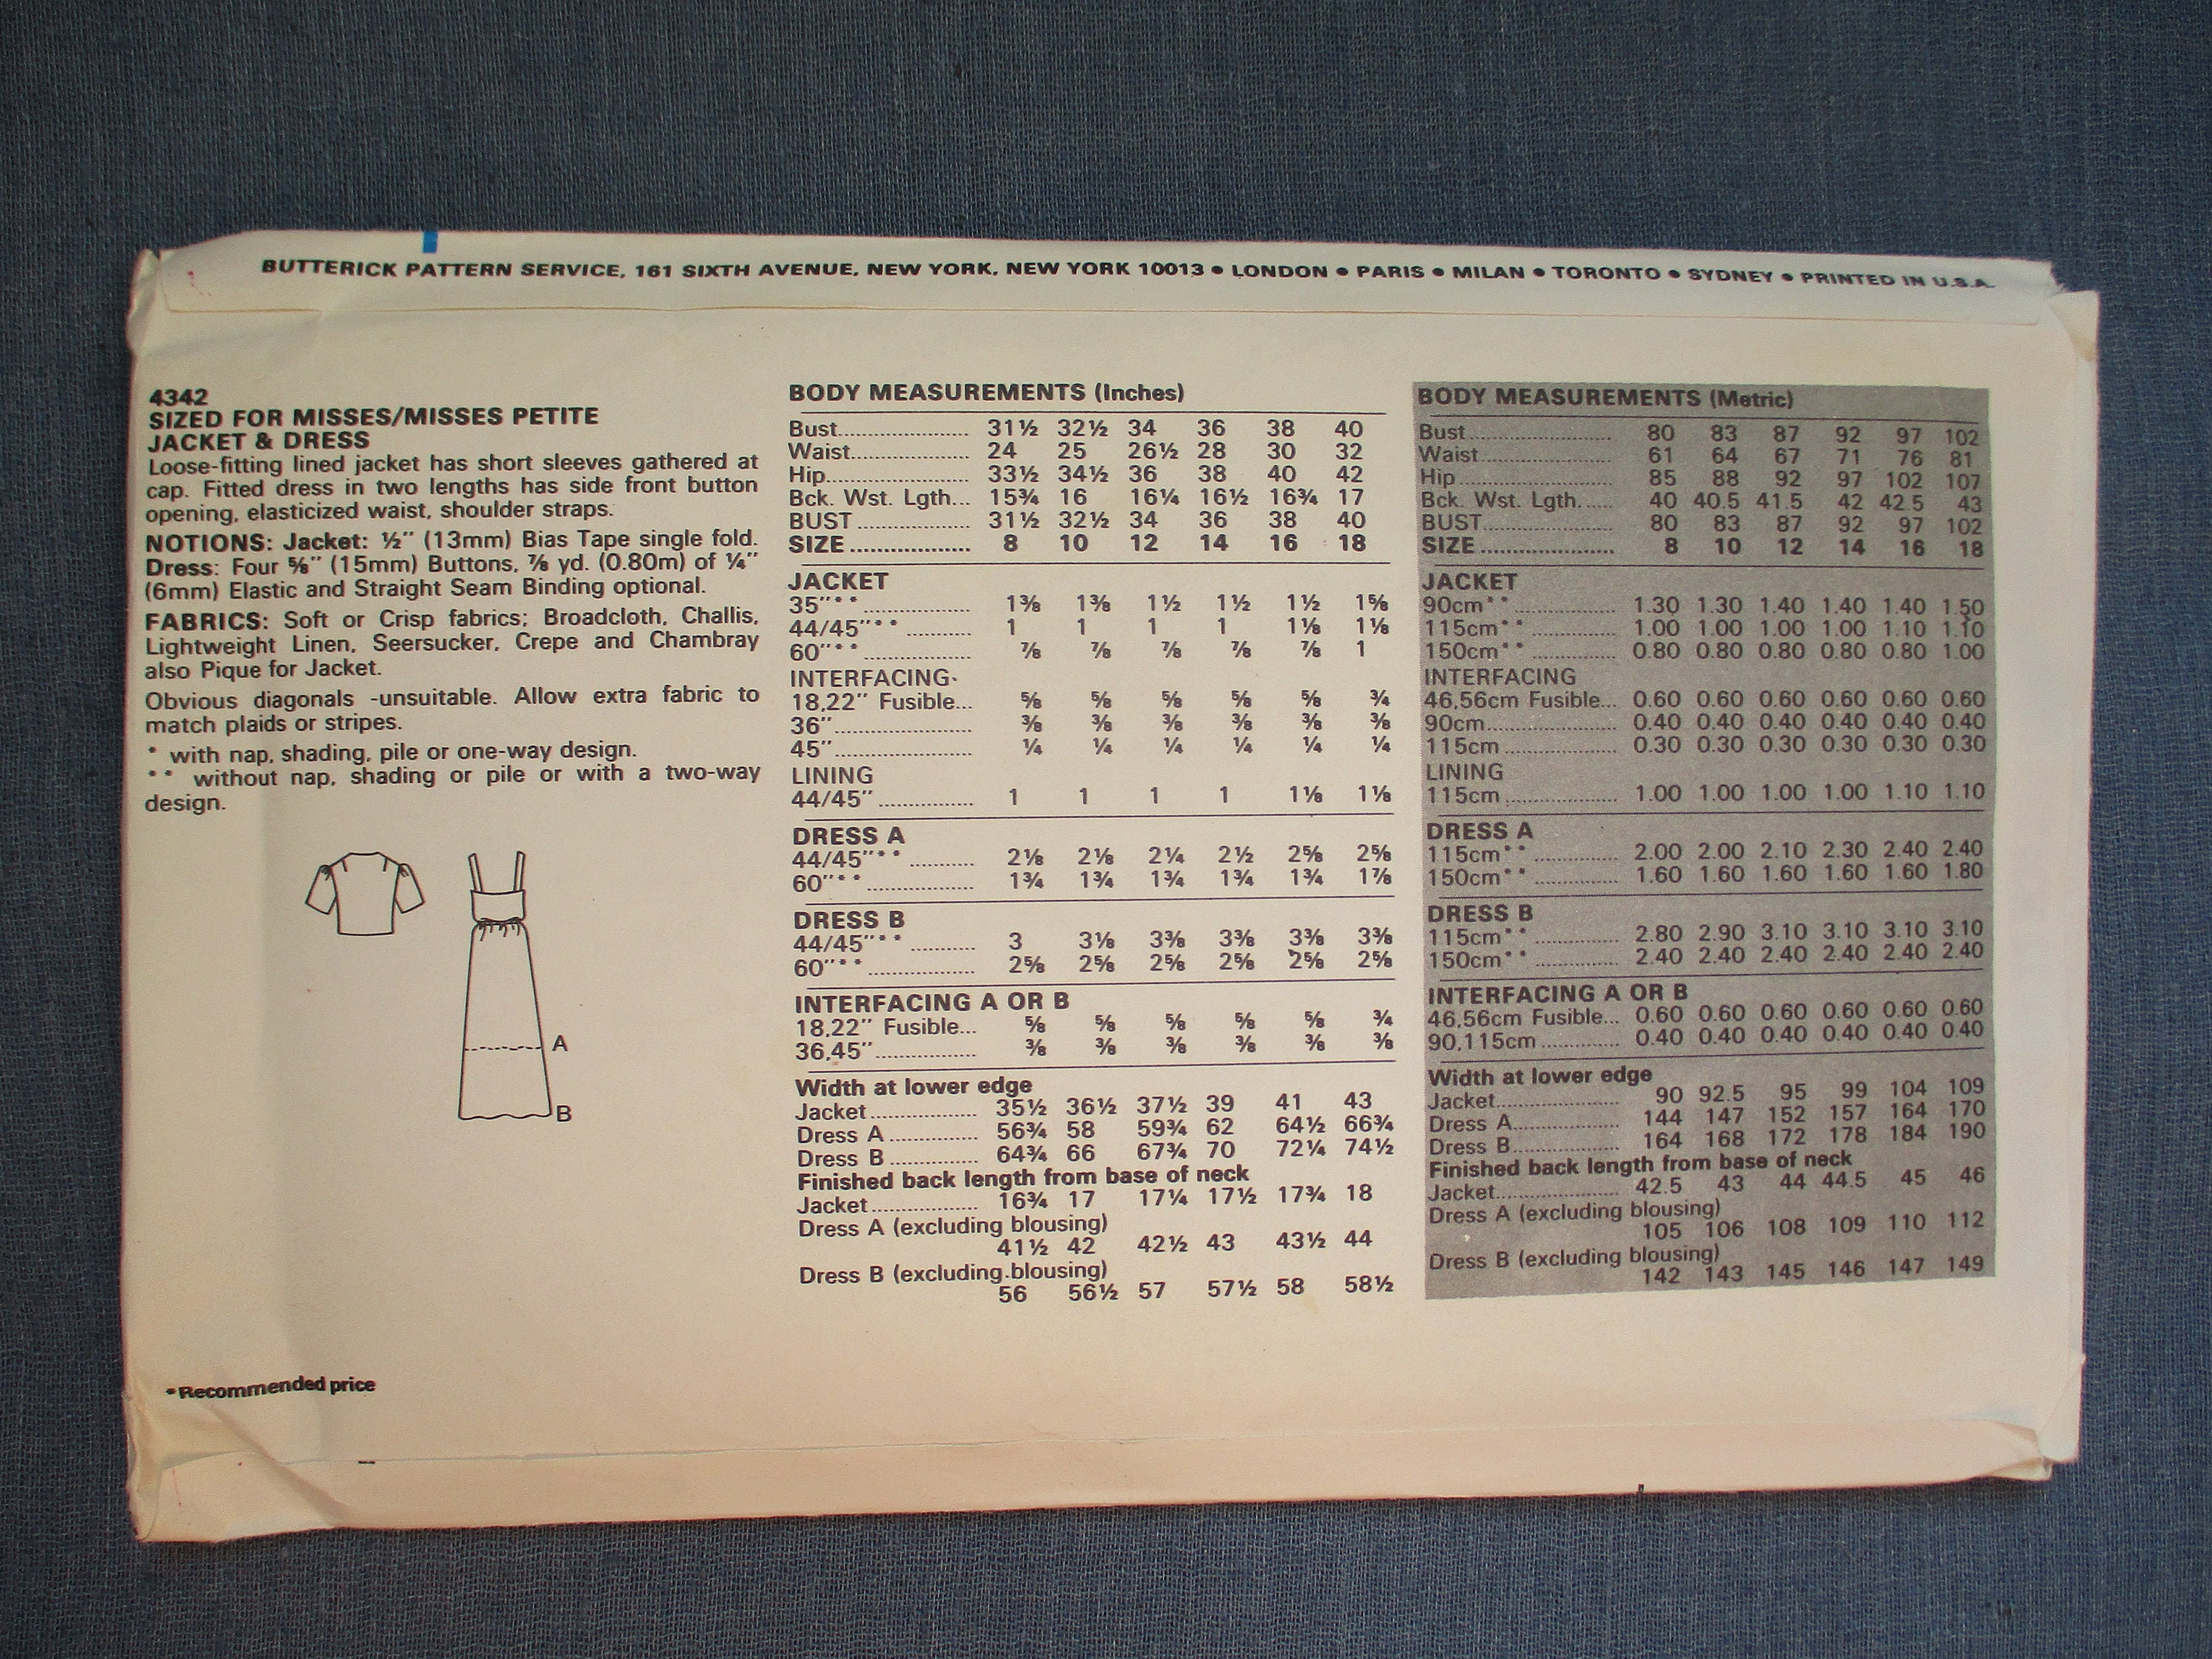 BUTTERICK PATTERN SERVICE, 161 SIXTH AVENUE, NEW YORK, NEW YORK 10013 • LONDON • PARIS • MILAN • TORONTO • SYDNEY • PRINTED IN U.S.A.
4342
SIZED FOR MISSES/MISSES PETITE
JACKET & DRESS
Loose-fitting lined jacket has short sleeves gathered at
cap. Fitted dress in two lengths has side front button
opening, elasticized waist, shoulder straps.
NOTIONS: Jacket: ½" (13mm) Bias Tape single fold.
Dress: Four ⅝" (15mm) Buttons, ⅞ yd. (0.80m) of ¼"
(6mm) Elastic and Straight Seam Binding optional.
FABRICS: Soft or Crisp fabrics; Broadcloth, Challis,
Lightweight Linen, Seersucker, Crepe and Chambray
also Pique for Jacket.
Obvious diagonals -unsuitable. Allow extra fabric to
match plaids or stripes.
* with nap, shading, pile or one-way design.
** without nap, shading or pile or with a two-way
design.
A
B
*Recommended price
BODY MEASUREMENTS (Inches)
Bust.................... 31½ 32½ 34 36 38 40
Waist.................. 24 25 26½ 28 30 32
Hip..................... 33½ 34½ 36 38 40 42
Bck. Wst. Lgth... 15¾ 16 16¼ 16½ 16¾ 17
BUST ................. 31½ 32½ 34 36 38 40
SIZE ................... 8 10 12 14 16 18
JACKET
35"** ................. 1⅜ 1⅜ 1½ 1½ 1½ 1⅝
44/45"** .......... 1 1 1 1 1⅛ 1⅛
60"** ................. ⅞ ⅞ ⅞ ⅞ ⅞ 1
INTERFACING
18,22" Fusible... ⅝ ⅝ ⅝ ⅝ ⅝ ¾
36"...................... ⅜ ⅜ ⅜ ⅜ ⅜ ⅜
45"...................... ¼ ¼ ¼ ¼ ¼ ¼
LINING
44/45" ............... 1 1 1 1 1⅛ 1⅛
DRESS A
44/45"** .......... 2⅛ 2⅛ 2¼ 2½ 2⅝ 2⅝
60"** ................. 1¾ 1¾ 1¾ 1¾ 1¾ 1⅞
DRESS B
44/45"** .......... 3 3⅛ 3⅜ 3⅜ 3⅜ 3⅜
60"** ................. 2⅝ 2⅝ 2⅝ 2⅝ 2⅝ 2⅝
INTERFACING A OR B
18,22" Fusible... ⅝ ⅝ ⅝ ⅝ ⅝ ¾
36,45"................ ⅜ ⅜ ⅜ ⅜ ⅜ ⅜
Width at lower edge
Jacket ................. 35½ 36½ 37½ 39 41 43
Dress A .............. 56¾ 58 59¾ 62 64½ 66¾
Dress B .............. 64¾ 66 67¾ 70 72¼ 74½
Finished back length from base of neck
Jacket ................. 16¾ 17 17¼ 17½ 17¾ 18
Dress A (excluding blousing)
41½ 42 42½ 43 43½ 44
Dress B (excluding blousing)
56 56½ 57 57½ 58 58½
BODY MEASUREMENTS (Metric)
Bust........................ 80 83 87 92 97 102
Waist...................... 61 64 67 71 76 81
Hip ......................... 85 88 92 97 102 107
Bck. Wst. Lgth...... 40 40.5 41.5 42 42.5 43
BUST...................... 80 83 87 92 97 102
SIZE ....................... 8 10 12 14 16 18
JACKET
90cm** ................. 1.30 1.30 1.40 1.40 1.40 1.50
115cm** ............... 1.00 1.00 1.00 1.00 1.10 1.10
150cm** ............... 0.80 0.80 0.80 0.80 0.80 1.00
INTERFACING
46,56cm Fusible... 0.60 0.60 0.60 0.60 0.60 0.60
90cm...................... 0.40 0.40 0.40 0.40 0.40 0.40
115cm ................... 0.30 0.30 0.30 0.30 0.30 0.30
LINING
115cm ................... 1.00 1.00 1.00 1.00 1.10 1.10
DRESS A
115cm** ............... 2.00 2.00 2.10 2.30 2.40 2.40
150cm** ............... 1.60 1.60 1.60 1.60 1.60 1.80
DRESS B
115cm** ............... 2.80 2.90 3.10 3.10 3.10 3.10
150cm** ............... 2.40 2.40 2.40 2.40 2.40 2.40
INTERFACING A OR B
46,56cm Fusible... 0.60 0.60 0.60 0.60 0.60 0.60
90,115cm ............. 0.40 0.40 0.40 0.40 0.40 0.40
Width at lower edge
Jacket..................... 90 92.5 95 99 104 109
Dress A.................. 144 147 152 157 164 170
Dress B.................. 164 168 172 178 184 190
Finished back length from base of neck
Jacket..................... 42.5 43 44 44.5 45 46
Dress A (excluding blousing)
105 106 108 109 110 112
Dress B (excluding blousing)
142 143 145 146 147 149